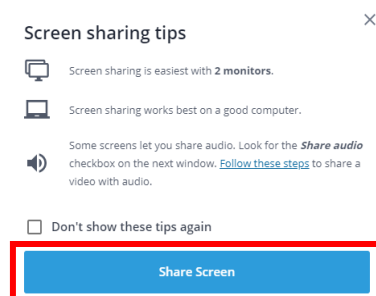 Screen sharing tips
Screen sharing is easiest with 2 monitors.
Screen sharing works best on a good computer.
Some screens let you share audio. Look for the Share audio
checkbox on the next window. Follow these steps to share a
video with audio.
Don't show these tips again
Share Screen